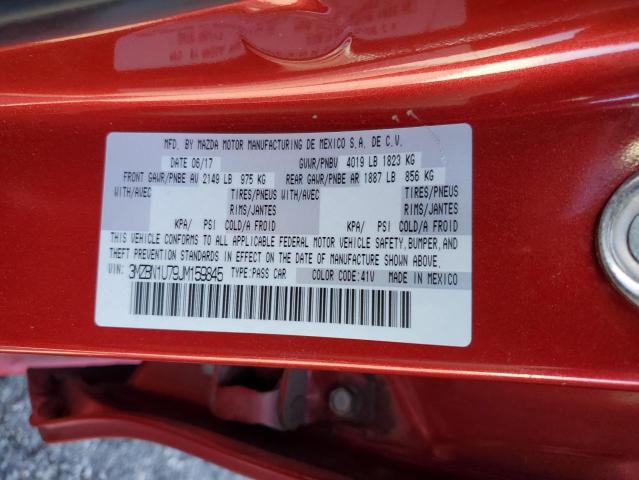 MFD. BY MAZDA MOTOR MANUFACTURING DE MEXICO S.A. DE C.V.
DATE 06/17 GVWR/PNBV 4019 LB 1823 KG
FRONT GAWR/PNBE AV 2149 LB 975 KG REAR GAWR/PNBE AR 1887 LB 856 KG
WITH/AVEC TIRES/PNEUS WITH/AVEC TIRES/PNEUS
RIMS/JANTES RIMS/JANTES
KPA/ PSI COLD/A FROID KPA/ PSI COLD/A FROID
THIS VEHICLE CONFORMS TO ALL APPLICABLE FEDERAL MOTOR VEHICLE SAFETY, BUMPER, AND
THEFT PREVENTION STANDARDS IN EFFECT ON THE DATE OF MANUFACTURE SHOWN ABOVE.
VIN: 3MZBN1U79JM159845 TYPE:PASS CAR COLOR CODE:41V MADE IN MEXICO